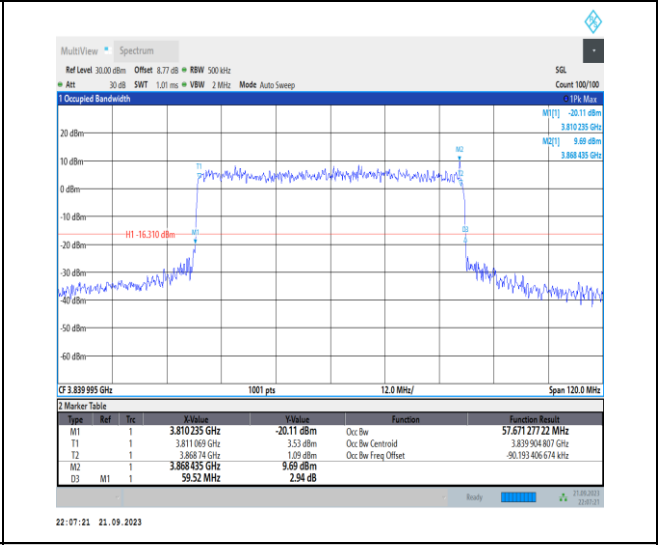 MultiView Spectrum
Ref Level 30.00 dBm Offset 8.77 dB RBW 500 kHz SGL
Att 30 dB SWT 1.01 ms VBW 2 MHz Mode Auto Sweep Count 100/100
1 Occupied Bandwidth 1Pk Max
M1[1] -20.11 dBm
3.810 235 GHz
M2[1] 9.69 dBm
3.868 435 GHz
20 dBm
M2
10 dBm
T1
T2
0 dBm
-10 dBm
H1 -16.310 dBm
M1
D3
-20 dBm
-30 dBm
-40 dBm
-50 dBm
-60 dBm
CF 3.839 995 GHz 1001 pts 12.0 MHz/ Span 120.0 MHz
2 Marker Table
Type Ref Trc X-Value Y-Value Function Function Result
M1 1 3.810 235 GHz -20.11 dBm Occ Bw 57.671 277 22 MHz
T1 1 3.811 069 GHz 3.53 dBm Occ Bw Centroid 3.839 904 807 GHz
T2 1 3.868 74 GHz 1.09 dBm Occ Bw Freq Offset -90.193 406 674 kHz
M2 1 3.868 435 GHz 9.69 dBm
D3 M1 1 58.52 MHz 2.94 dB
Ready 21.09.2023
22:07:21
22:07:21 21.09.2023